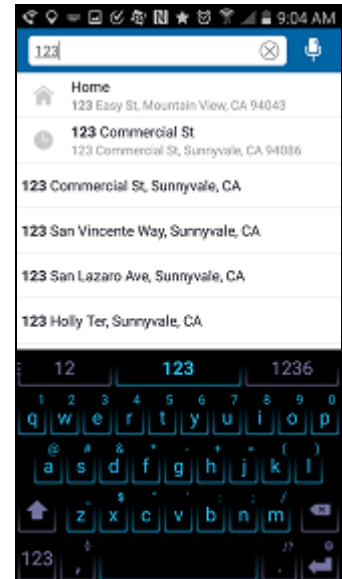 9:04 AM
123
Home
123 Easy St, Mountain View, CA 94043
123 Commercial St
123 Commercial St, Sunnyvale, CA 94086
123 Commercial St, Sunnyvale, CA
123 San Vincente Way, Sunnyvale, CA
123 San Lazaro Ave, Sunnyvale, CA
123 Holly Ter, Sunnyvale, CA
12 123 1236
1 2 3 4 5 6 7 8 9 0
q w e r t y u i o p
@ # & * - + ( )
a s d f g h j k l
$ " ' : ; /
z x c v b n m
123 , . !?